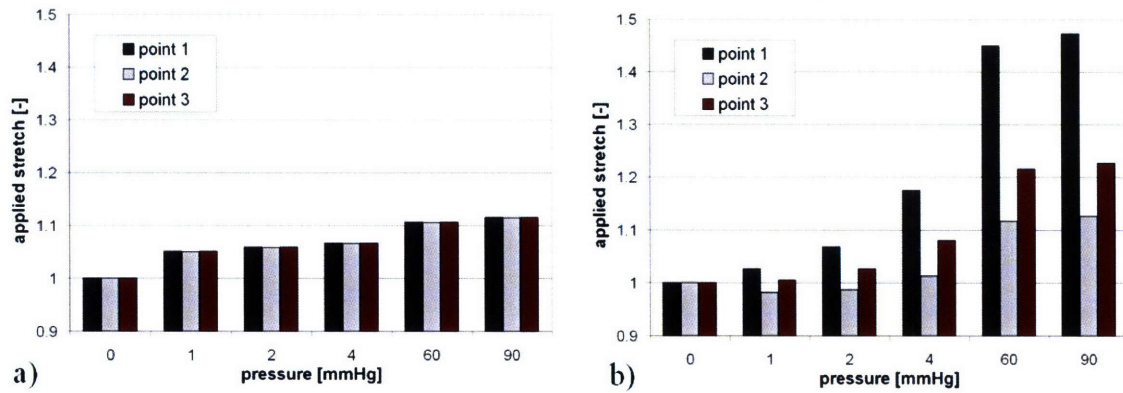 1.5
1.4
1.3
1.2
1.1
1
0.9
applied stretch [-]
point 1
point 2
point 3
0 1 2 4 60 90
pressure [mmHg]
a)
1.5
1.4
1.3
1.2
1.1
1
0.9
applied stretch [-]
point 1
point 2
point 3
0 1 2 4 60 90
pressure [mmHg]
b)